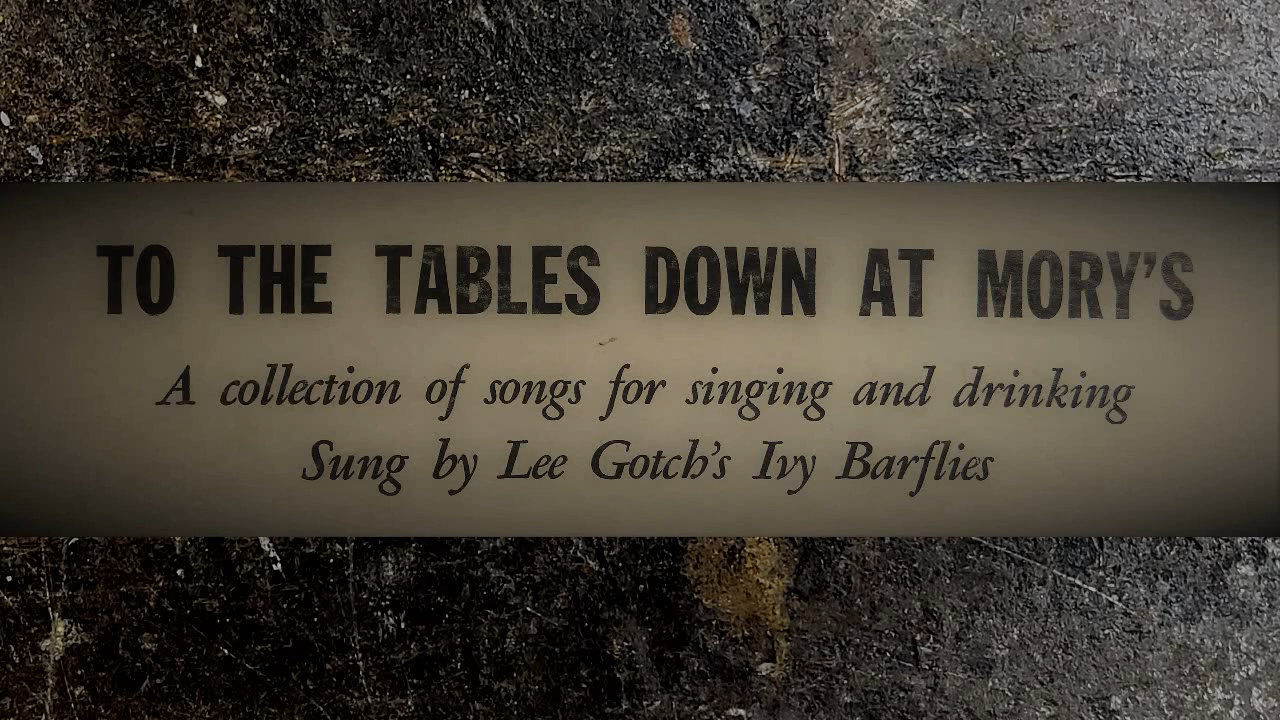 TO THE TABLES DOWN AT MORY'S
A collection of songs for singing and drinking
Sung by Lee Gotch's Ivy Barflies